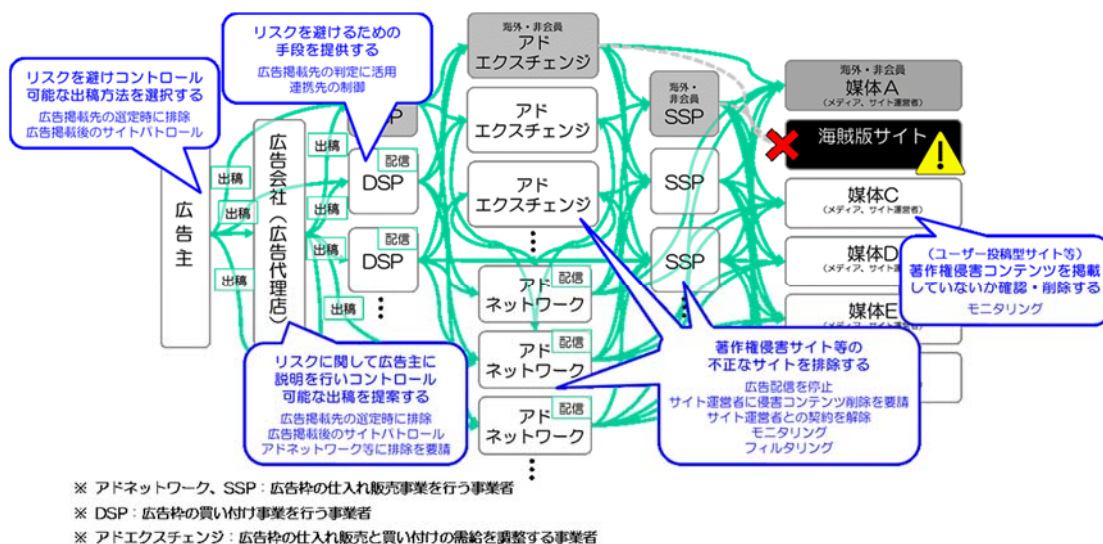 リスクを避けコントロール
可能な出稿方法を選択する
広告掲載先の選定時に排除
広告掲載後のサイトパトロール
リスクを避けるための
手段を提供する
広告掲載先の判定に活用
連携先の制御
海外・非会員
アド
エクスチェンジ
アド
エクスチェンジ
アド
エクスチェンジ
海外・
非会員
SSP
SSP
SSP
海外・非会員
媒体A
(メディア、サイト運営者)
海賊版サイト
媒体C
(メディア、サイト運営者)
媒体D
媒体E
(ユーザー投稿型サイト等)
著作権侵害コンテンツを掲載
していないか確認・削除する
モニタリング
広告主
出稿
出稿
出稿
広告会社(広告代理店)
出稿
出稿
出稿
出稿
配信
DSP
配信
DSP
配信
アド
ネットワーク
配信
アド
ネットワーク
配信
アド
ネットワーク
リスクに関して広告主に
説明を行いコントロール
可能な出稿を提案する
広告掲載先の選定時に排除
広告掲載後のサイトパトロール
アドネットワーク等に排除を要請
著作権侵害サイト等の
不正なサイトを排除する
広告配信を停止
サイト運営者に侵害コンテンツ削除を要請
サイト運営者との契約を解除
モニタリング
フィルタリング
※ アドネットワーク、SSP：広告枠の仕入れ販売事業を行う事業者
※ DSP：広告枠の買い付け事業を行う事業者
※ アドエクスチェンジ：広告枠の仕入れ販売と買い付けの需給を調整する事業者